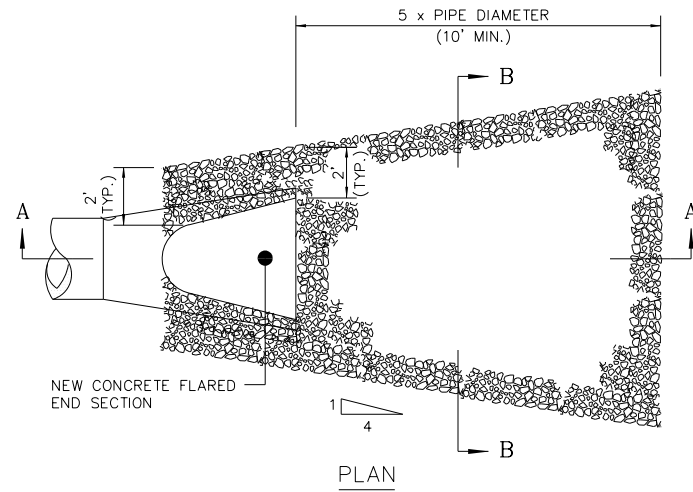 5 x PIPE DIAMETER
(10' MIN.)
B
2'
(TYP.)
2'
(TYP.)
A
A
NEW CONCRETE FLARED
END SECTION
1
4
B
PLAN